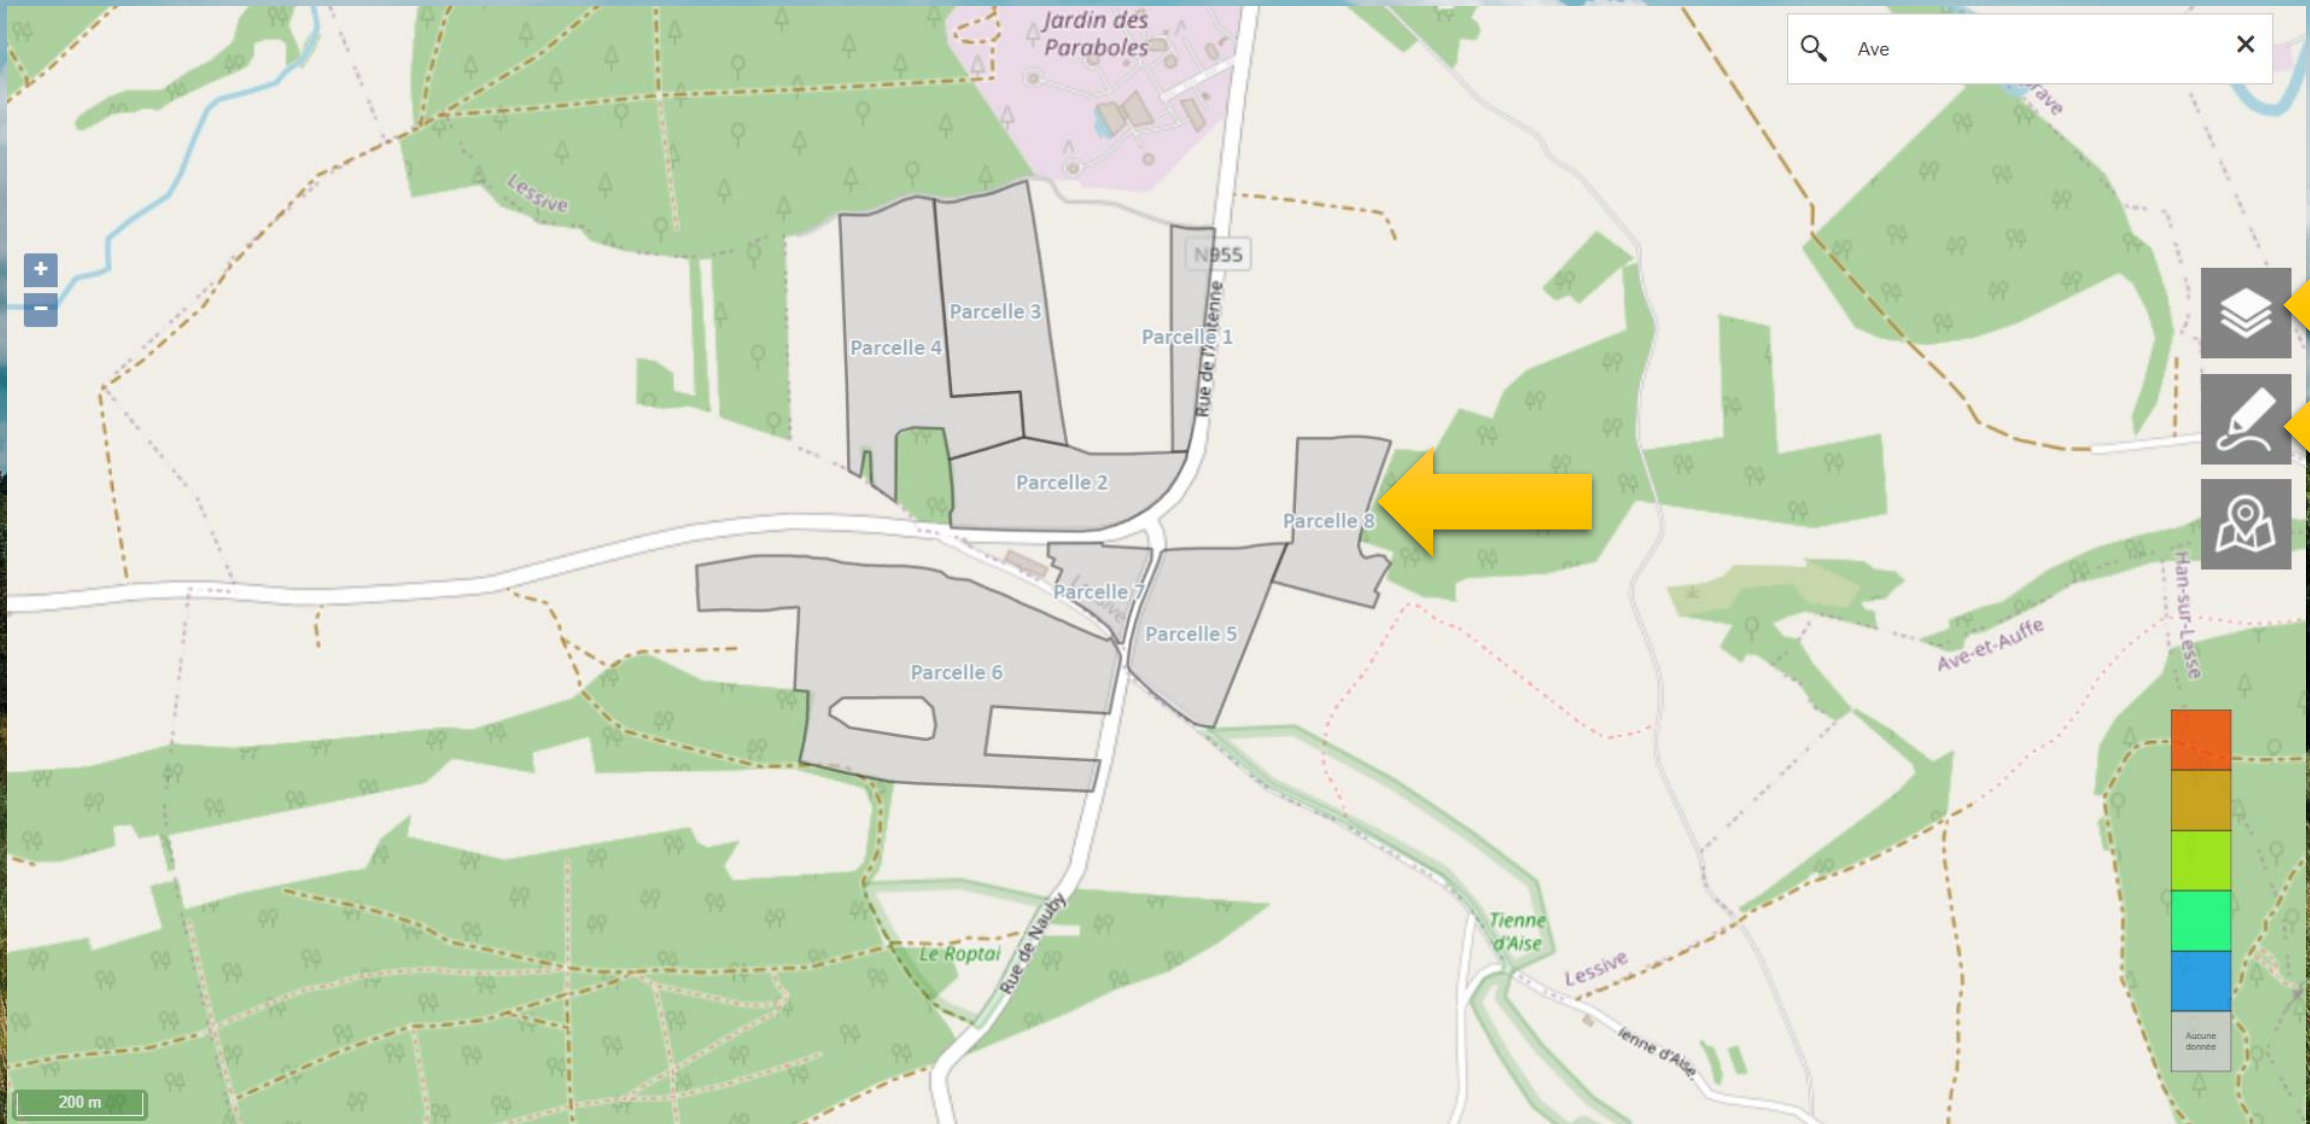 Jardin des
Paraboles
Ave
Lessive
N955
Parcelle 3
Parcelle 1
Parcelle 4
Rue de l'Antenne
Parcelle 2
Parcelle 8
Parcelle 7
Parcelle 5
Parcelle 6
Han-sur-Lesse
Ave-et-Auffe
Le Roptai
Rue de Nauby
Tienne
d'Aise
Lessive
ienne d'Aise
Aucune
donnée
200 m